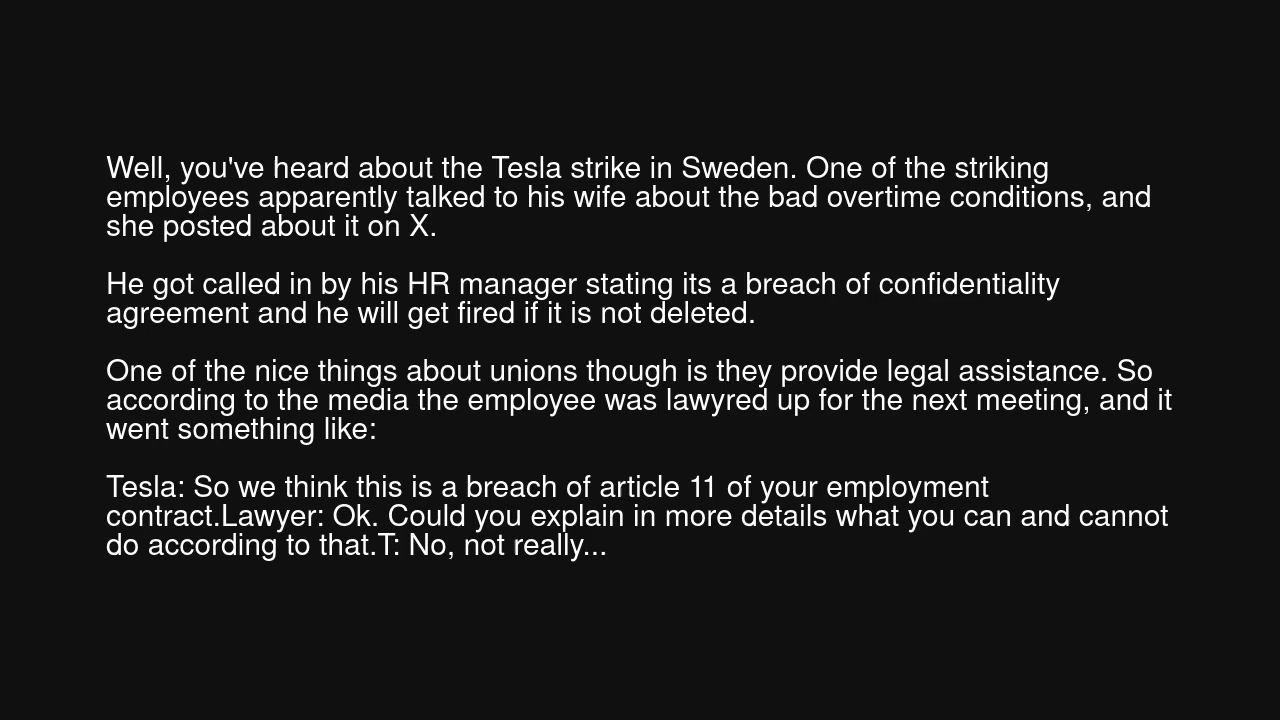 Well, you've heard about the Tesla strike in Sweden. One of the striking
employees apparently talked to his wife about the bad overtime conditions, and
she posted about it on X.
He got called in by his HR manager stating its a breach of confidentiality
agreement and he will get fired if it is not deleted.
One of the nice things about unions though is they provide legal assistance. So
according to the media the employee was lawyred up for the next meeting, and it
went something like:
Tesla: So we think this is a breach of article 11 of your employment
contract.Lawyer: Ok. Could you explain in more details what you can and cannot
do according to that.T: No, not really...